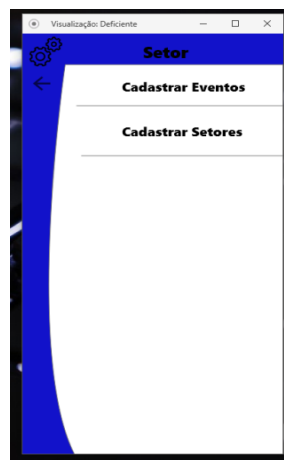 Visualização: Deficiente
Setor
Cadastrar Eventos
Cadastrar Setores